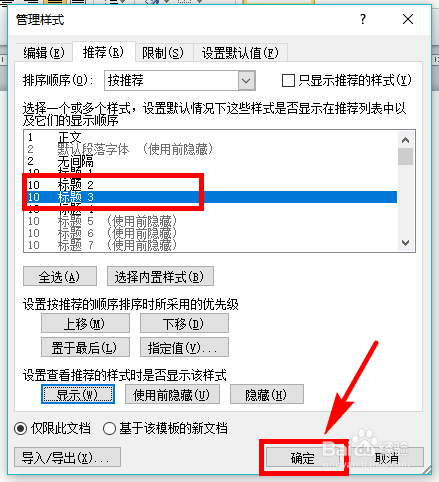 管理样式
编辑(E) 推荐(R) 限制(S) 设置默认值(F)
排序顺序(O): 按推荐 只显示推荐的样式(Y)
选择一个或多个样式，设置默认情况下这些样式是否显示在推荐列表中以
及它们的显示顺序
1 正文
2 默认段落字体 (使用前隐藏)
2 无间隔
10 标题 1
10 标题 2
10 标题 3
10 标题 4
10 标题 5 (使用前隐藏)
10 标题 6 (使用前隐藏)
10 标题 7 (使用前隐藏)
全选(A) 选择内置样式(B)
设置按推荐的顺序排序时所采用的优先级
上移(M) 下移(D)
置于最后(L) 指定值(V)...
设置查看推荐的样式时是否显示该样式
显示(W) 使用前隐藏(U) 隐藏(H)
仅限此文档 基于该模板的新文档
导入/导出(X)... 确定 取消
Baidu经验